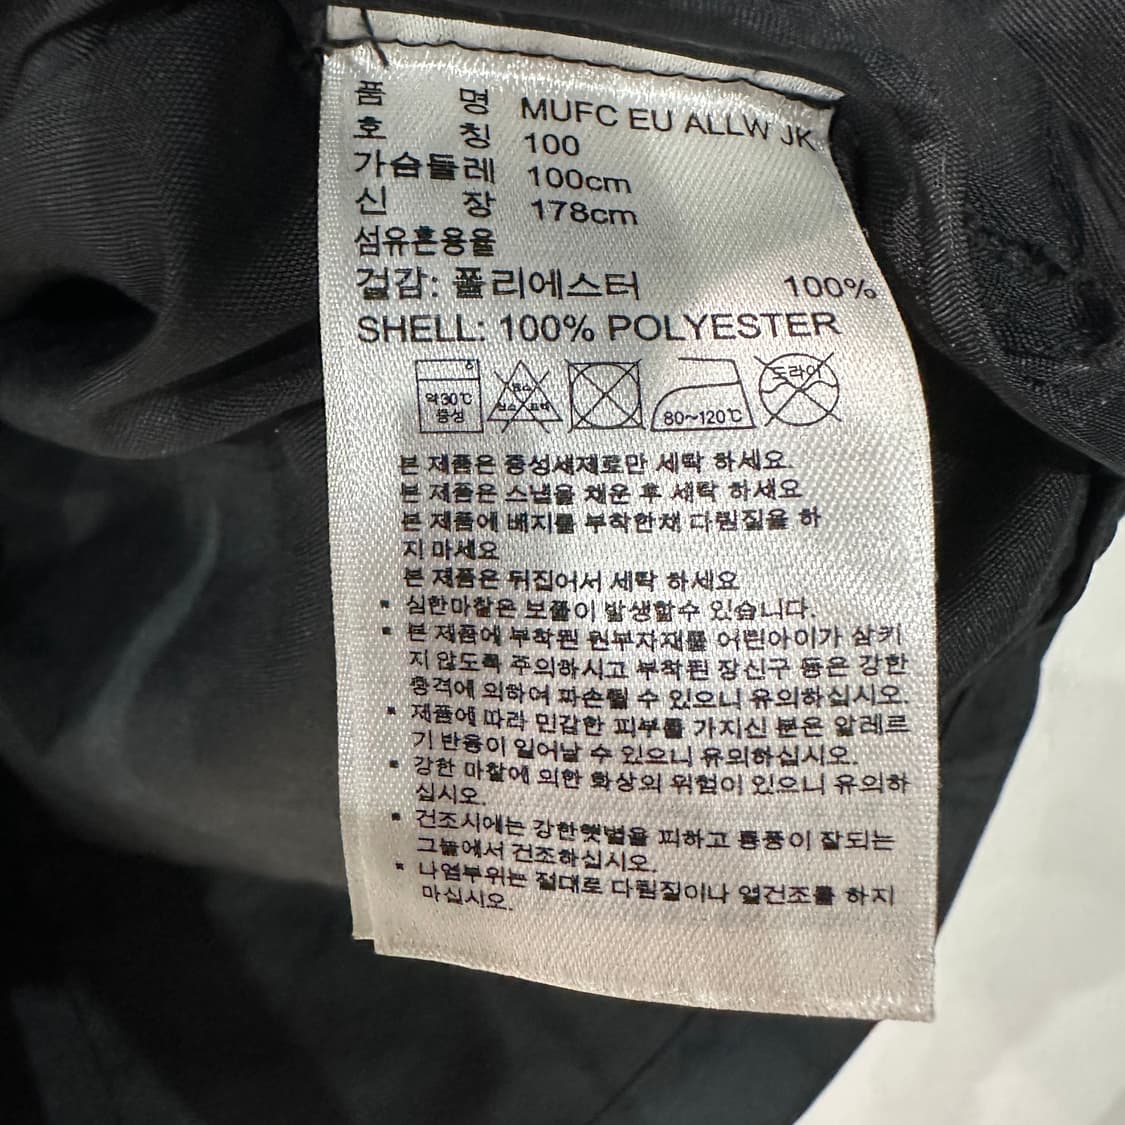 품 명 MUFC EU ALLW JK
호 칭 100
가슴둘레 100cm
신 장 178cm
섬유혼용율
겉감: 폴리에스터 100%
SHELL: 100% POLYESTER
약30℃ 중성
염소 산소 표백
80~120℃
드라이
본 제품은 중성세제로만 세탁 하세요.
본 제품은 스냅을 채운 후 세탁 하세요
본 제품에 배지를 부착한채 다림질을 하
지 마세요
본 제품은 뒤집어서 세탁 하세요
▪ 심한마찰은 보풀이 발생할수 있습니다.
▪ 본 제품에 부착된 원부자재를 어린아이가 삼키
지 않도록 주의하시고 부착된 장신구 등은 강한
충격에 의하여 파손될 수 있으니 유의하십시오.
▪ 제품에 따라 민감한 피부를 가지신 분은 알레르
기 반응이 일어날 수 있으니 유의하십시오.
▪ 강한 마찰에 의한 화상의 위험이 있으니 유의하
십시오.
▪ 건조시에는 강한햇볕을 피하고 통풍이 잘되는
그늘에서 건조하십시오.
▪ 나염부위는 절대로 다림질이나 열건조를 하지
마십시오.